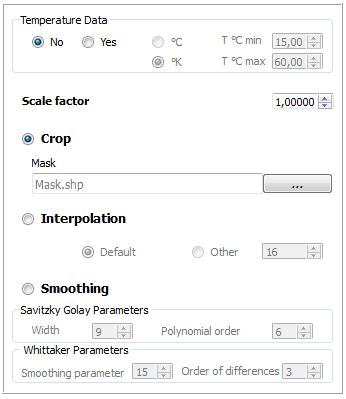 Temperature Data
No Yes °C T °C min 15,00
°K T °C max 60,00
Scale factor 1,00000
Crop
Mask
Mask.shp ...
Interpolation
Default Other 16
Smoothing
Savitzky Golay Parameters
Width 9 Polynomial order 6
Whittaker Parameters
Smoothing parameter 15 Order of differences 3